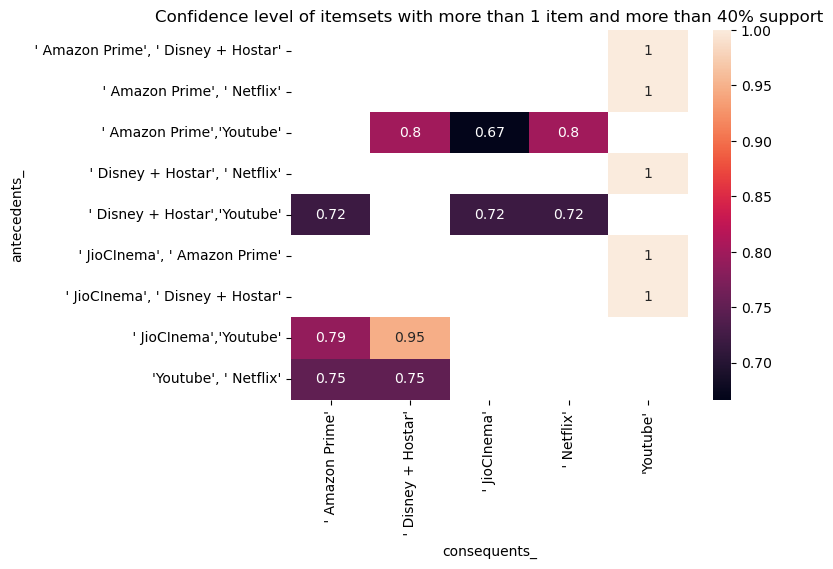 Confidence level of itemsets with more than 1 item and more than 40% support
antecedents_
' Amazon Prime', ' Disney + Hostar'
1
' Amazon Prime', ' Netflix'
1
' Amazon Prime','Youtube'
0.8 0.67 0.8
' Disney + Hostar', ' Netflix'
1
' Disney + Hostar','Youtube'
0.72 0.72 0.72
' JioCInema', ' Amazon Prime'
1
' JioCInema', ' Disney + Hostar'
1
' JioCInema','Youtube'
0.79 0.95
'Youtube', ' Netflix'
0.75 0.75
' Amazon Prime'
' Disney + Hostar'
' JioCInema'
' Netflix'
'Youtube'
consequents_
1.00
0.95
0.90
0.85
0.80
0.75
0.70